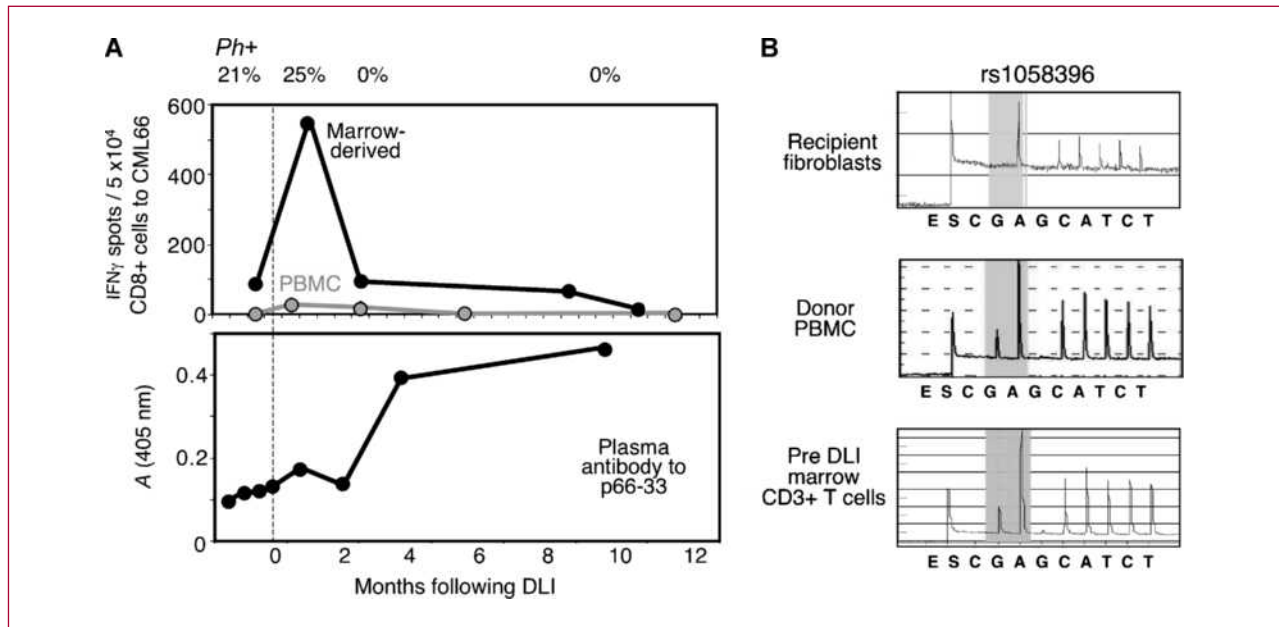 A
Ph+
21% 25% 0% 0%
600
400
200
0
IFNγ spots / 5 x10⁴
CD8+ cells to CML66
Marrow-
derived
PBMC
0.4
0.2
0
A (405 nm)
Plasma
antibody to
p66-33
0 2 4 6 8 10 12
Months following DLI
B
rs1058396
Recipient
fibroblasts
E S C G A G C A T C T
Donor
PBMC
E S C G A G C A T C T
Pre DLI
marrow
CD3+ T cells
E S C G A G C A T C T